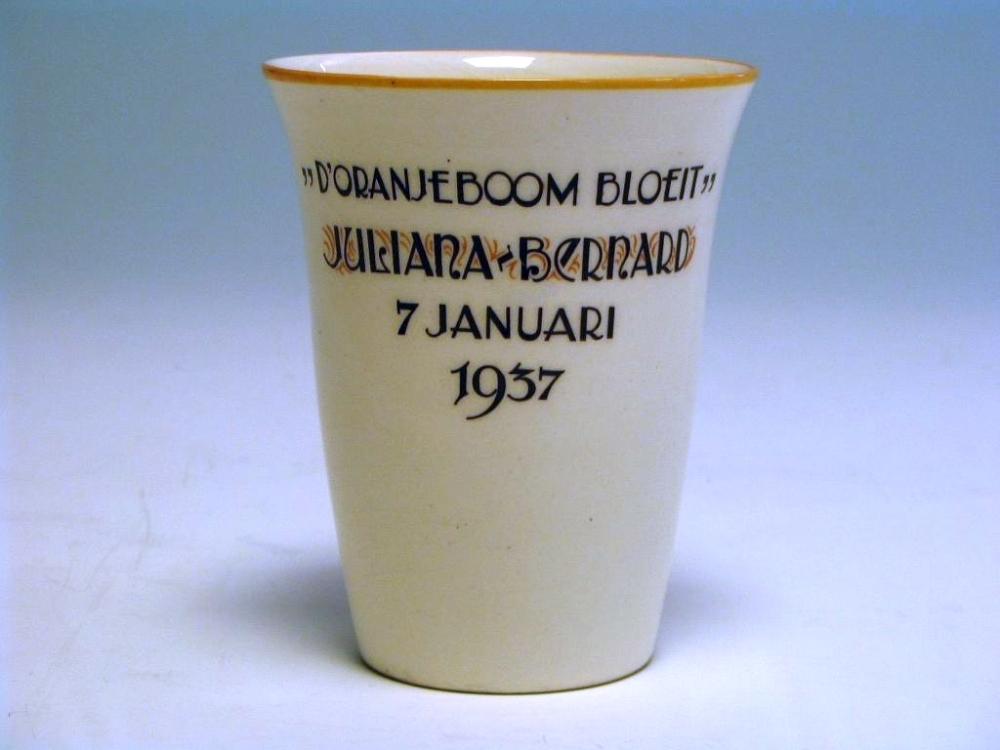 „D'ORANJEBOOM BLOEIT”
JULIANA-BERNARD
7 JANUARI
1937